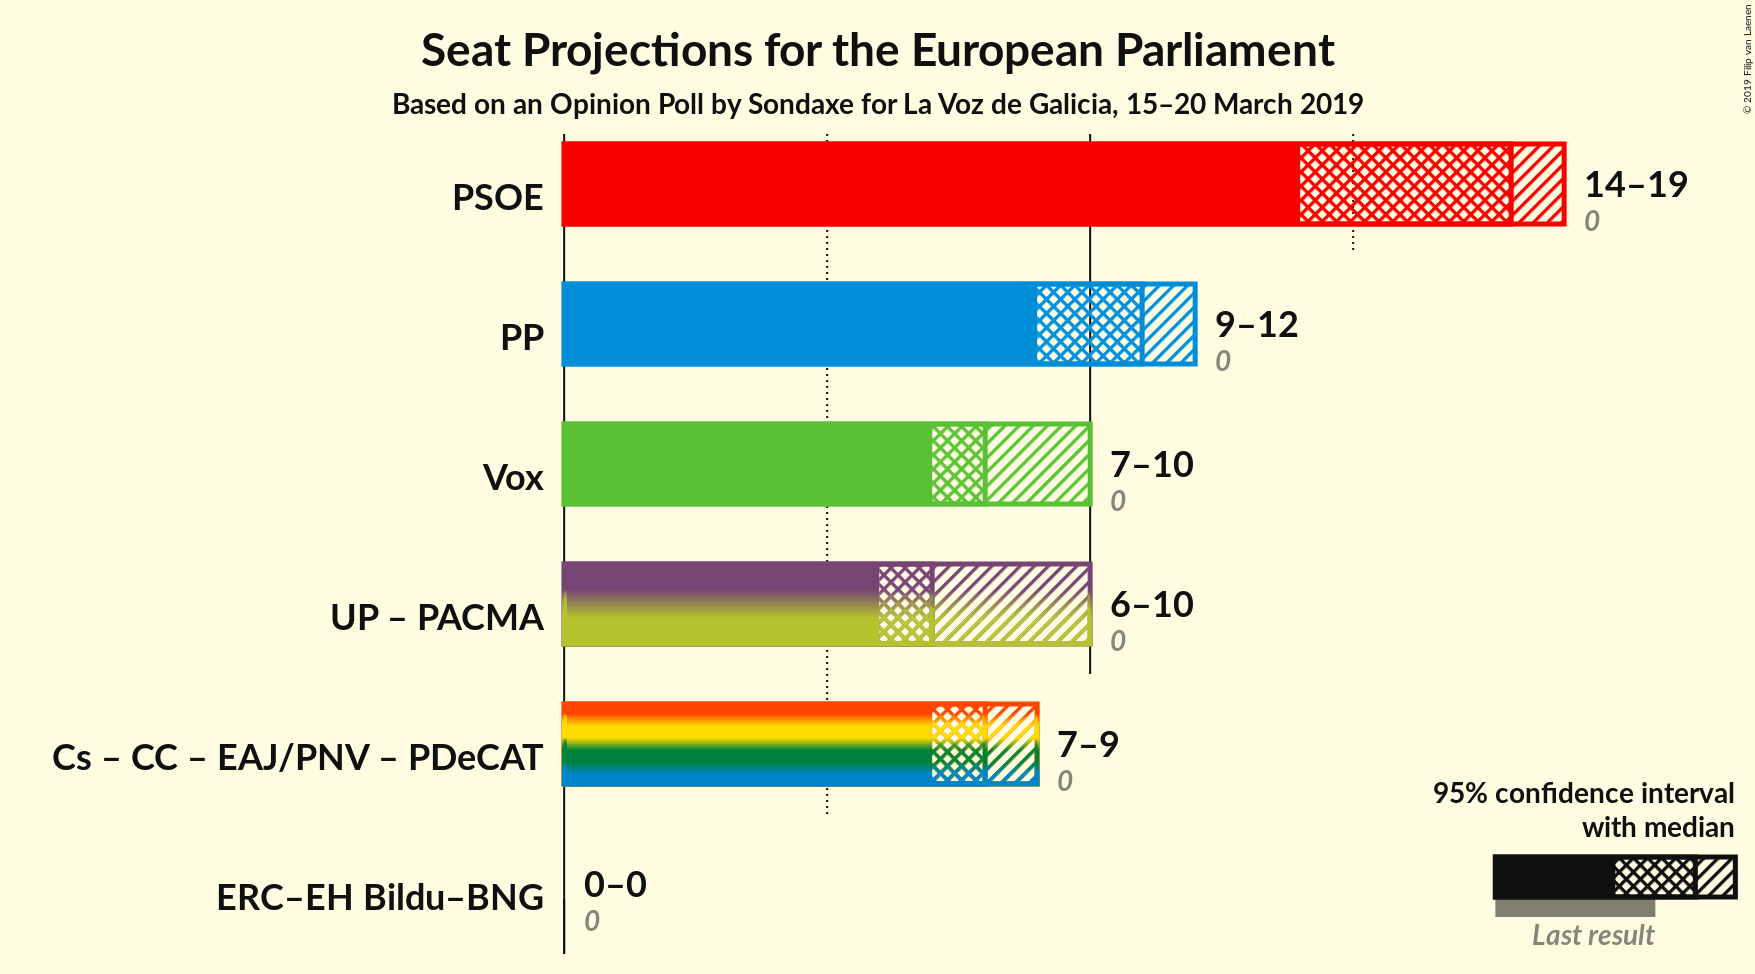 Seat Projections for the European Parliament
Based on an Opinion Poll by Sondaxe for La Voz de Galicia, 15–20 March 2019
© 2019 Filip van Laenen
PSOE
14–19
0
PP
9–12
0
Vox
7–10
0
UP – PACMA
6–10
0
Cs – CC – EAJ/PNV – PDeCAT
7–9
0
ERC–EH Bildu–BNG
0–0
0
95% confidence interval
with median
Last result